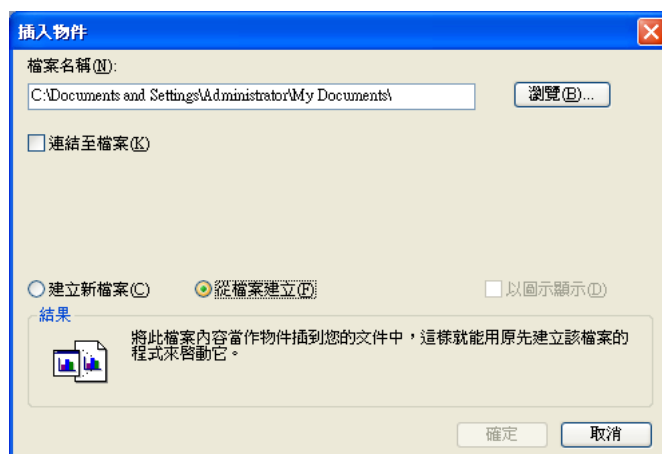 插入物件
檔案名稱(N):
C:\Documents and Settings\Administrator\My Documents\
瀏覽(B)...
連結至檔案(K)
建立新檔案(C)
從檔案建立(F)
以圖示顯示(D)
結果
將此檔案內容當作物件插到您的文件中，這樣就能用原先建立該檔案的
程式來啓動它。
確定
取消